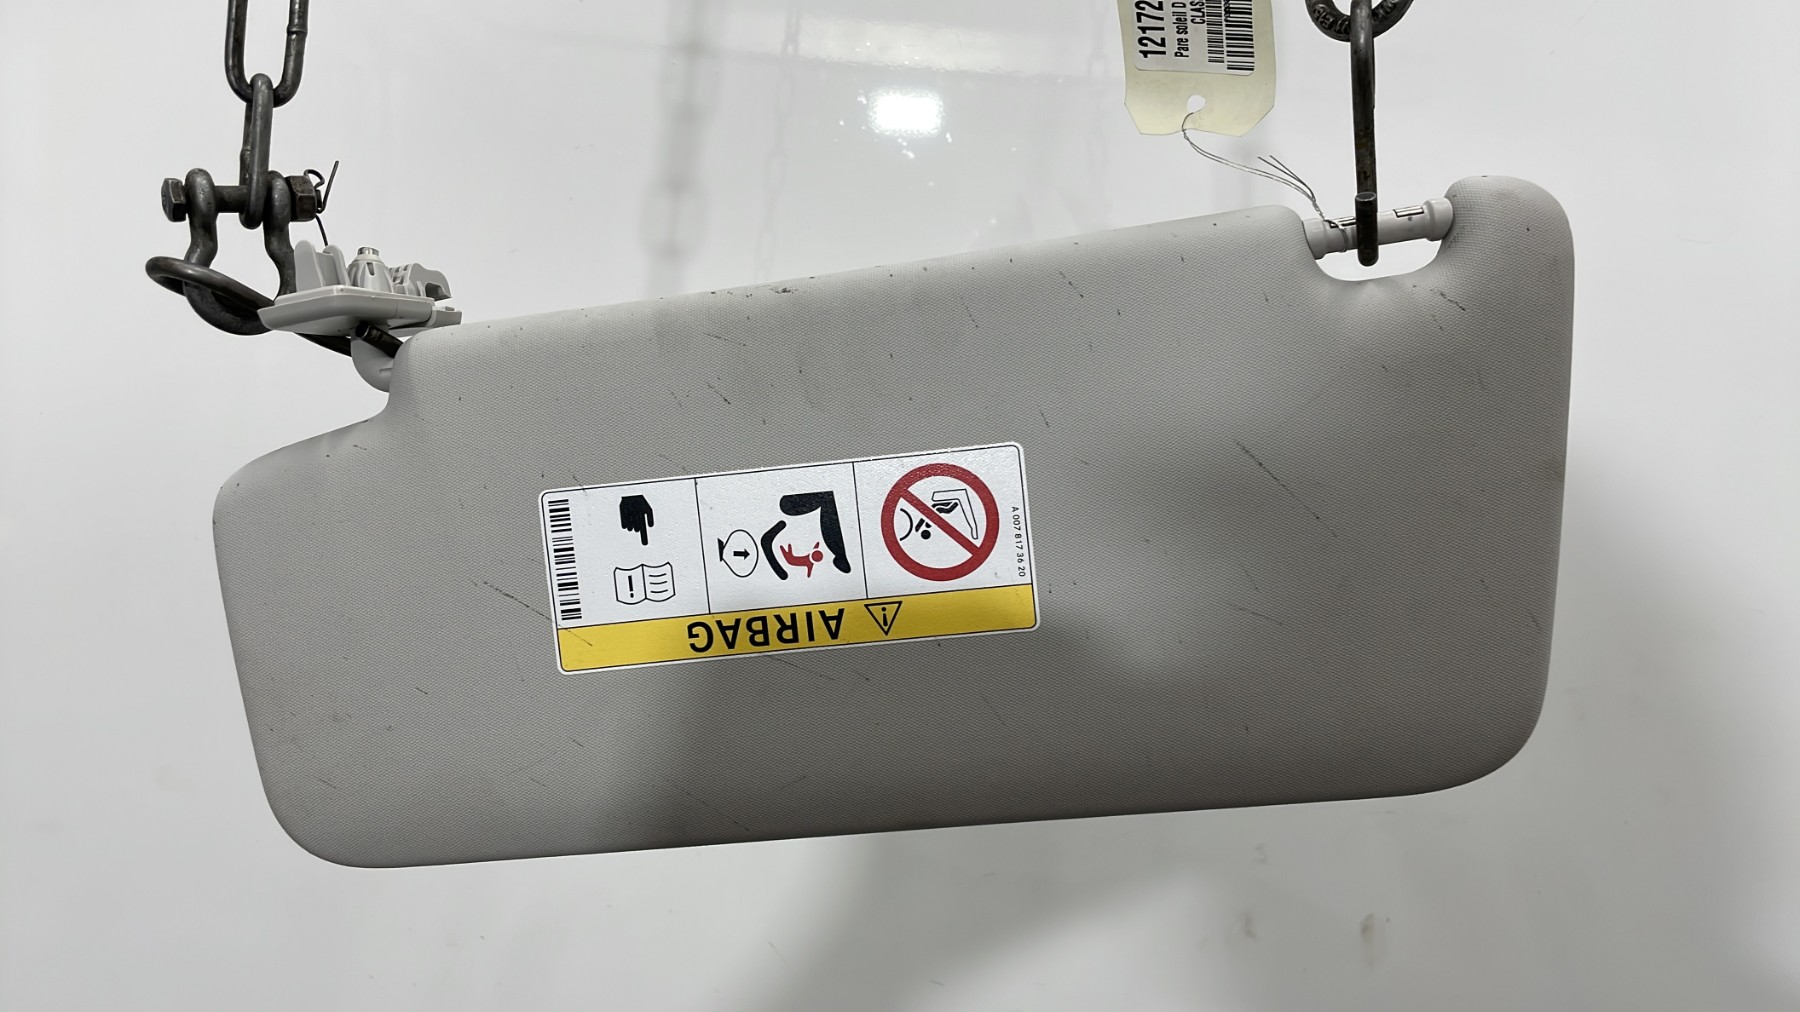 12172
Pare soleil D
CLAS
A 007 817 36 20
AIRBAG